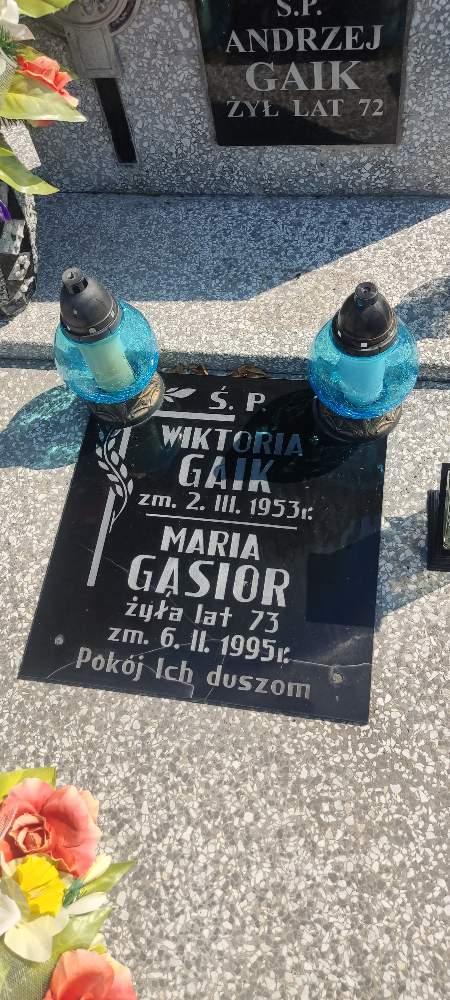 Ś.P.
ANDRZEJ
GAIK
ŻYŁ LAT 72
Ś. P.
WIKTORIA
GAIK
zm. 2. III. 1953r.
MARIA
GĄSIOR
żyła lat 73
zm. 6. II. 1995r.
Pokój Ich duszom